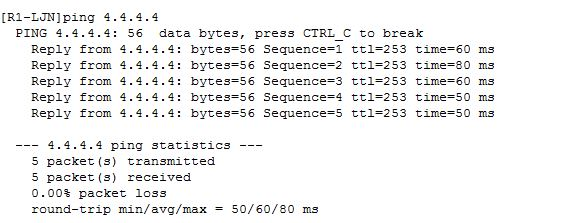 [R1-LJN]ping 4.4.4.4
PING 4.4.4.4: 56  data bytes, press CTRL_C to break
Reply from 4.4.4.4: bytes=56 Sequence=1 ttl=253 time=60 ms
Reply from 4.4.4.4: bytes=56 Sequence=2 ttl=253 time=80 ms
Reply from 4.4.4.4: bytes=56 Sequence=3 ttl=253 time=60 ms
Reply from 4.4.4.4: bytes=56 Sequence=4 ttl=253 time=50 ms
Reply from 4.4.4.4: bytes=56 Sequence=5 ttl=253 time=50 ms
--- 4.4.4.4 ping statistics ---
5 packet(s) transmitted
5 packet(s) received
0.00% packet loss
round-trip min/avg/max = 50/60/80 ms